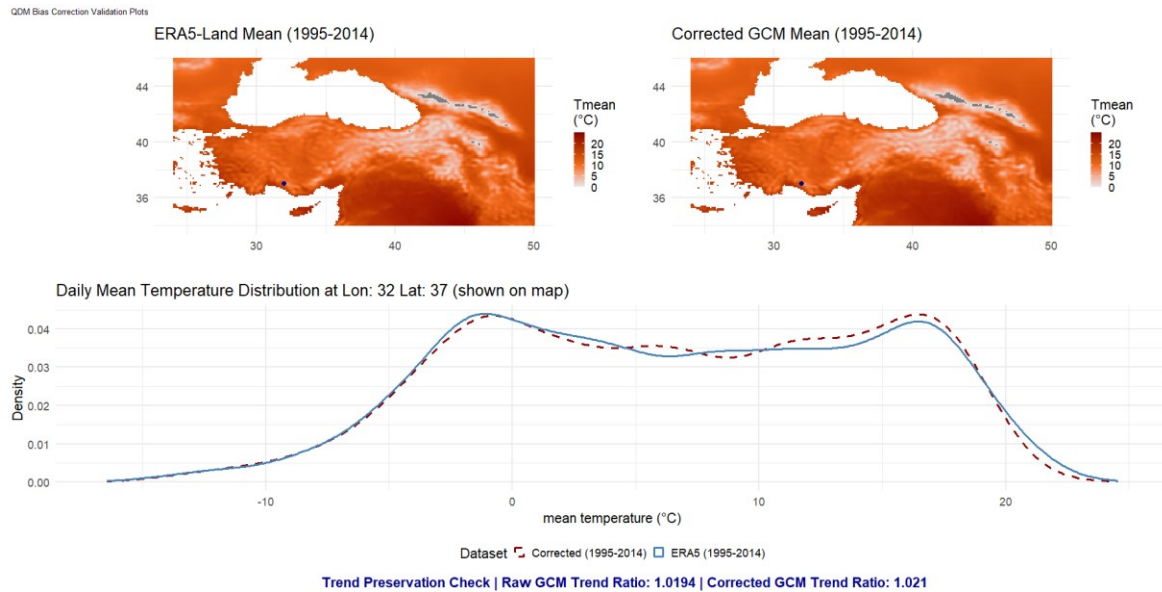 QDM Bias Correction Validation Plots
ERA5-Land Mean (1995-2014)
44
40
36
30
40
50
Tmean
(°C)
20
15
10
5
0
Corrected GCM Mean (1995-2014)
44
40
36
30
40
50
Tmean
(°C)
20
15
10
5
0
Daily Mean Temperature Distribution at Lon: 32 Lat: 37 (shown on map)
Density
0.04
0.03
0.02
0.01
0.00
-10
0
10
20
mean temperature (°C)
Dataset Corrected (1995-2014) ERA5 (1995-2014)
Trend Preservation Check | Raw GCM Trend Ratio: 1.0194 | Corrected GCM Trend Ratio: 1.021